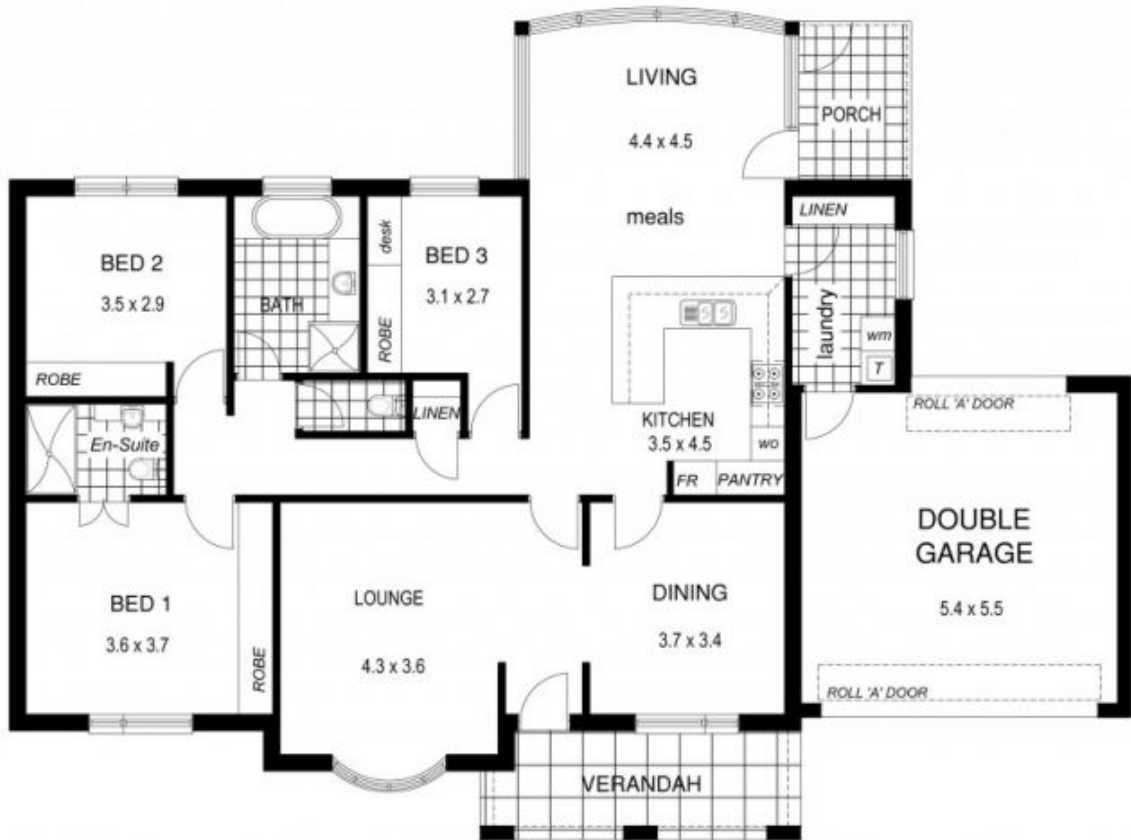 LIVING
4.4 x 4.5
PORCH
meals
LINEN
BED 2
3.5 x 2.9
ROBE
BATH
desk
BED 3
3.1 x 2.7
ROBE
laundry
wm
T
LINEN
KITCHEN
3.5 x 4.5
wo
FR
PANTRY
En-Suite
ROLL 'A' DOOR
DOUBLE
GARAGE
5.4 x 5.5
ROLL 'A' DOOR
BED 1
3.6 x 3.7
ROBE
LOUNGE
4.3 x 3.6
DINING
3.7 x 3.4
VERANDAH